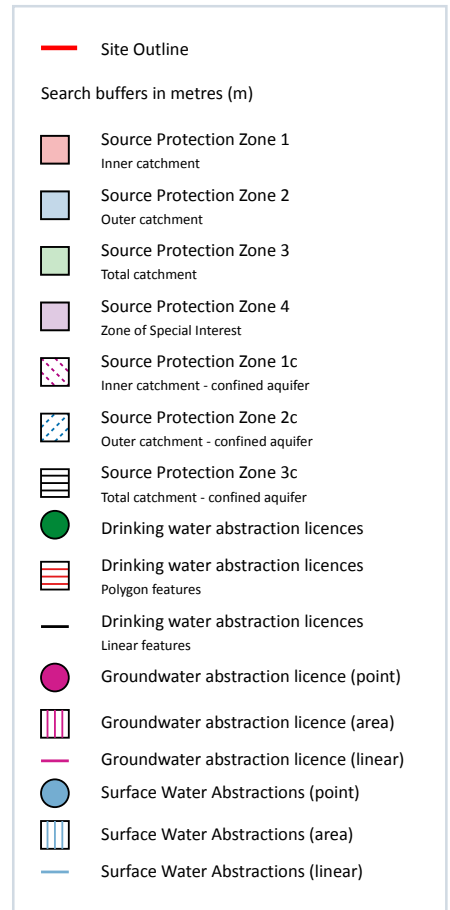 Site Outline
Search buffers in metres (m)
Source Protection Zone 1
Inner catchment
Source Protection Zone 2
Outer catchment
Source Protection Zone 3
Total catchment
Source Protection Zone 4
Zone of Special Interest
Source Protection Zone 1c
Inner catchment - confined aquifer
Source Protection Zone 2c
Outer catchment - confined aquifer
Source Protection Zone 3c
Total catchment - confined aquifer
Drinking water abstraction licences
Drinking water abstraction licences
Polygon features
Drinking water abstraction licences
Linear features
Groundwater abstraction licence (point)
Groundwater abstraction licence (area)
Groundwater abstraction licence (linear)
Surface Water Abstractions (point)
Surface Water Abstractions (area)
Surface Water Abstractions (linear)